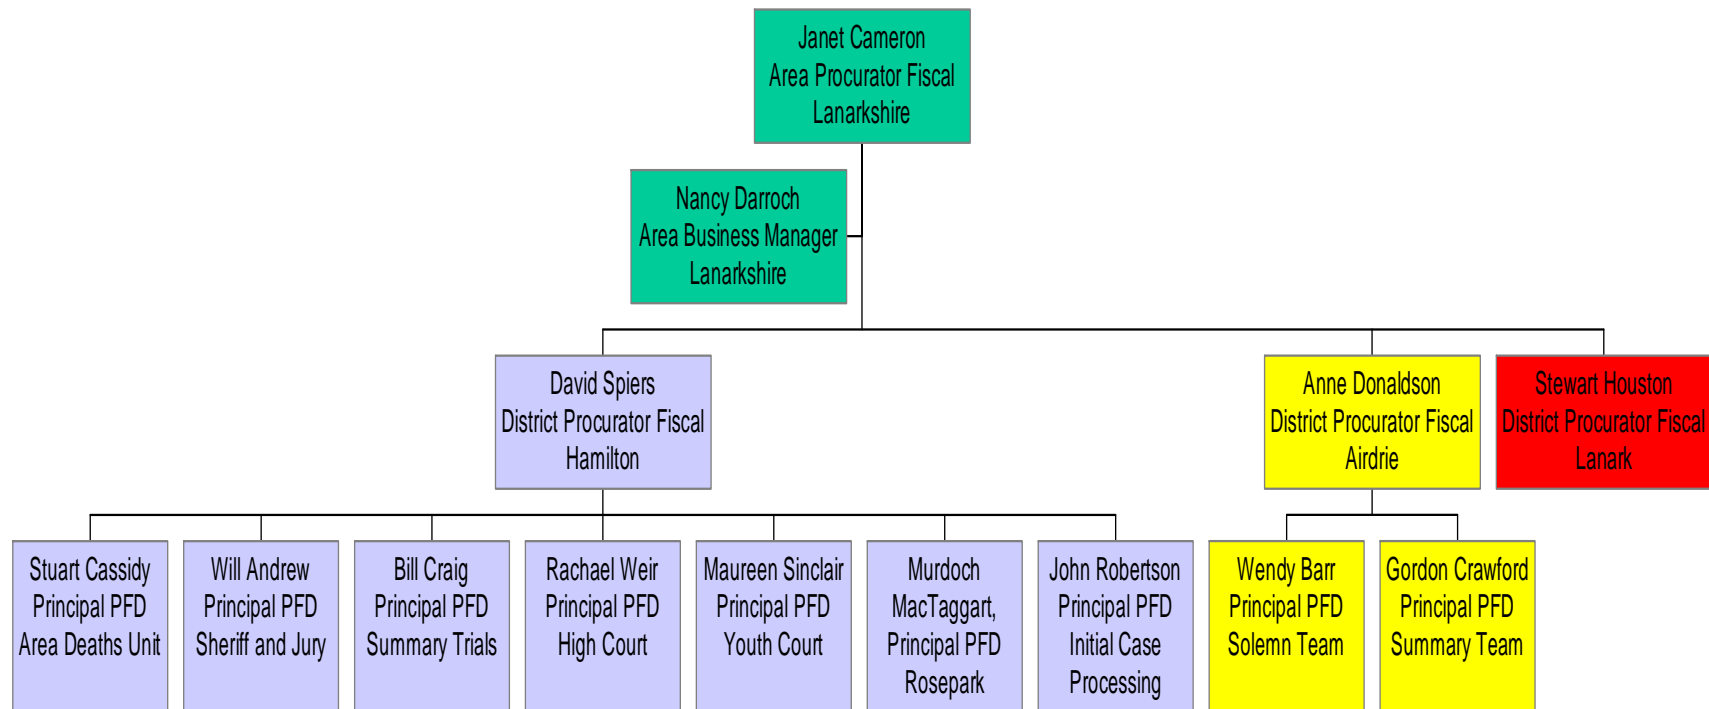 Janet Cameron
Area Procurator Fiscal
Lanarkshire
Nancy Darroch
Area Business Manager
Lanarkshire
David Spiers
District Procurator Fiscal
Hamilton
Anne Donaldson
District Procurator Fiscal
Airdrie
Stewart Houston
District Procurator Fiscal
Lanark
Stuart Cassidy
Principal PFD
Area Deaths Unit
Will Andrew
Principal PFD
Sheriff and Jury
Bill Craig
Principal PFD
Summary Trials
Rachael Weir
Principal PFD
High Court
Maureen Sinclair
Principal PFD
Youth Court
Murdoch
MacTaggart,
Principal PFD
Rosepark
John Robertson
Principal PFD
Initial Case
Processing
Wendy Barr
Principal PFD
Solemn Team
Gordon Crawford
Principal PFD
Summary Team